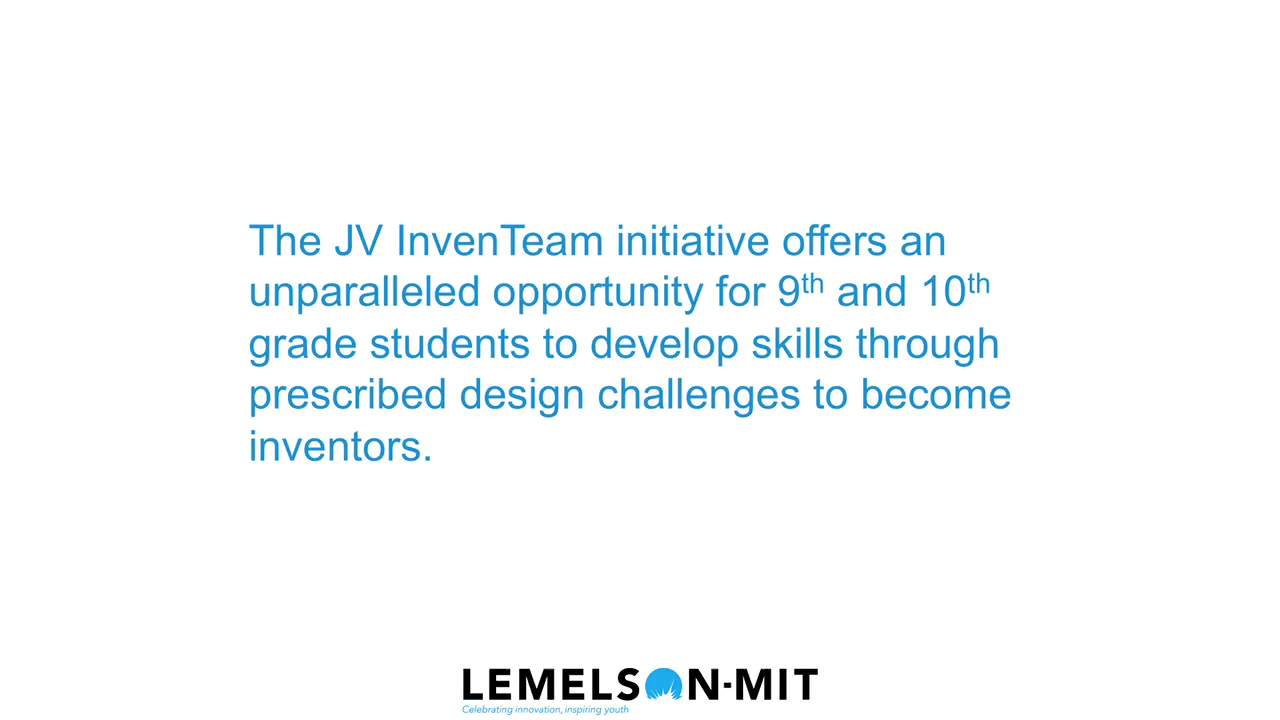 The JV InvenTeam initiative offers an
unparalleled opportunity for 9th and 10th
grade students to develop skills through
prescribed design challenges to become
inventors.
LEMELSON-MIT
Celebrating innovation, inspiring youth